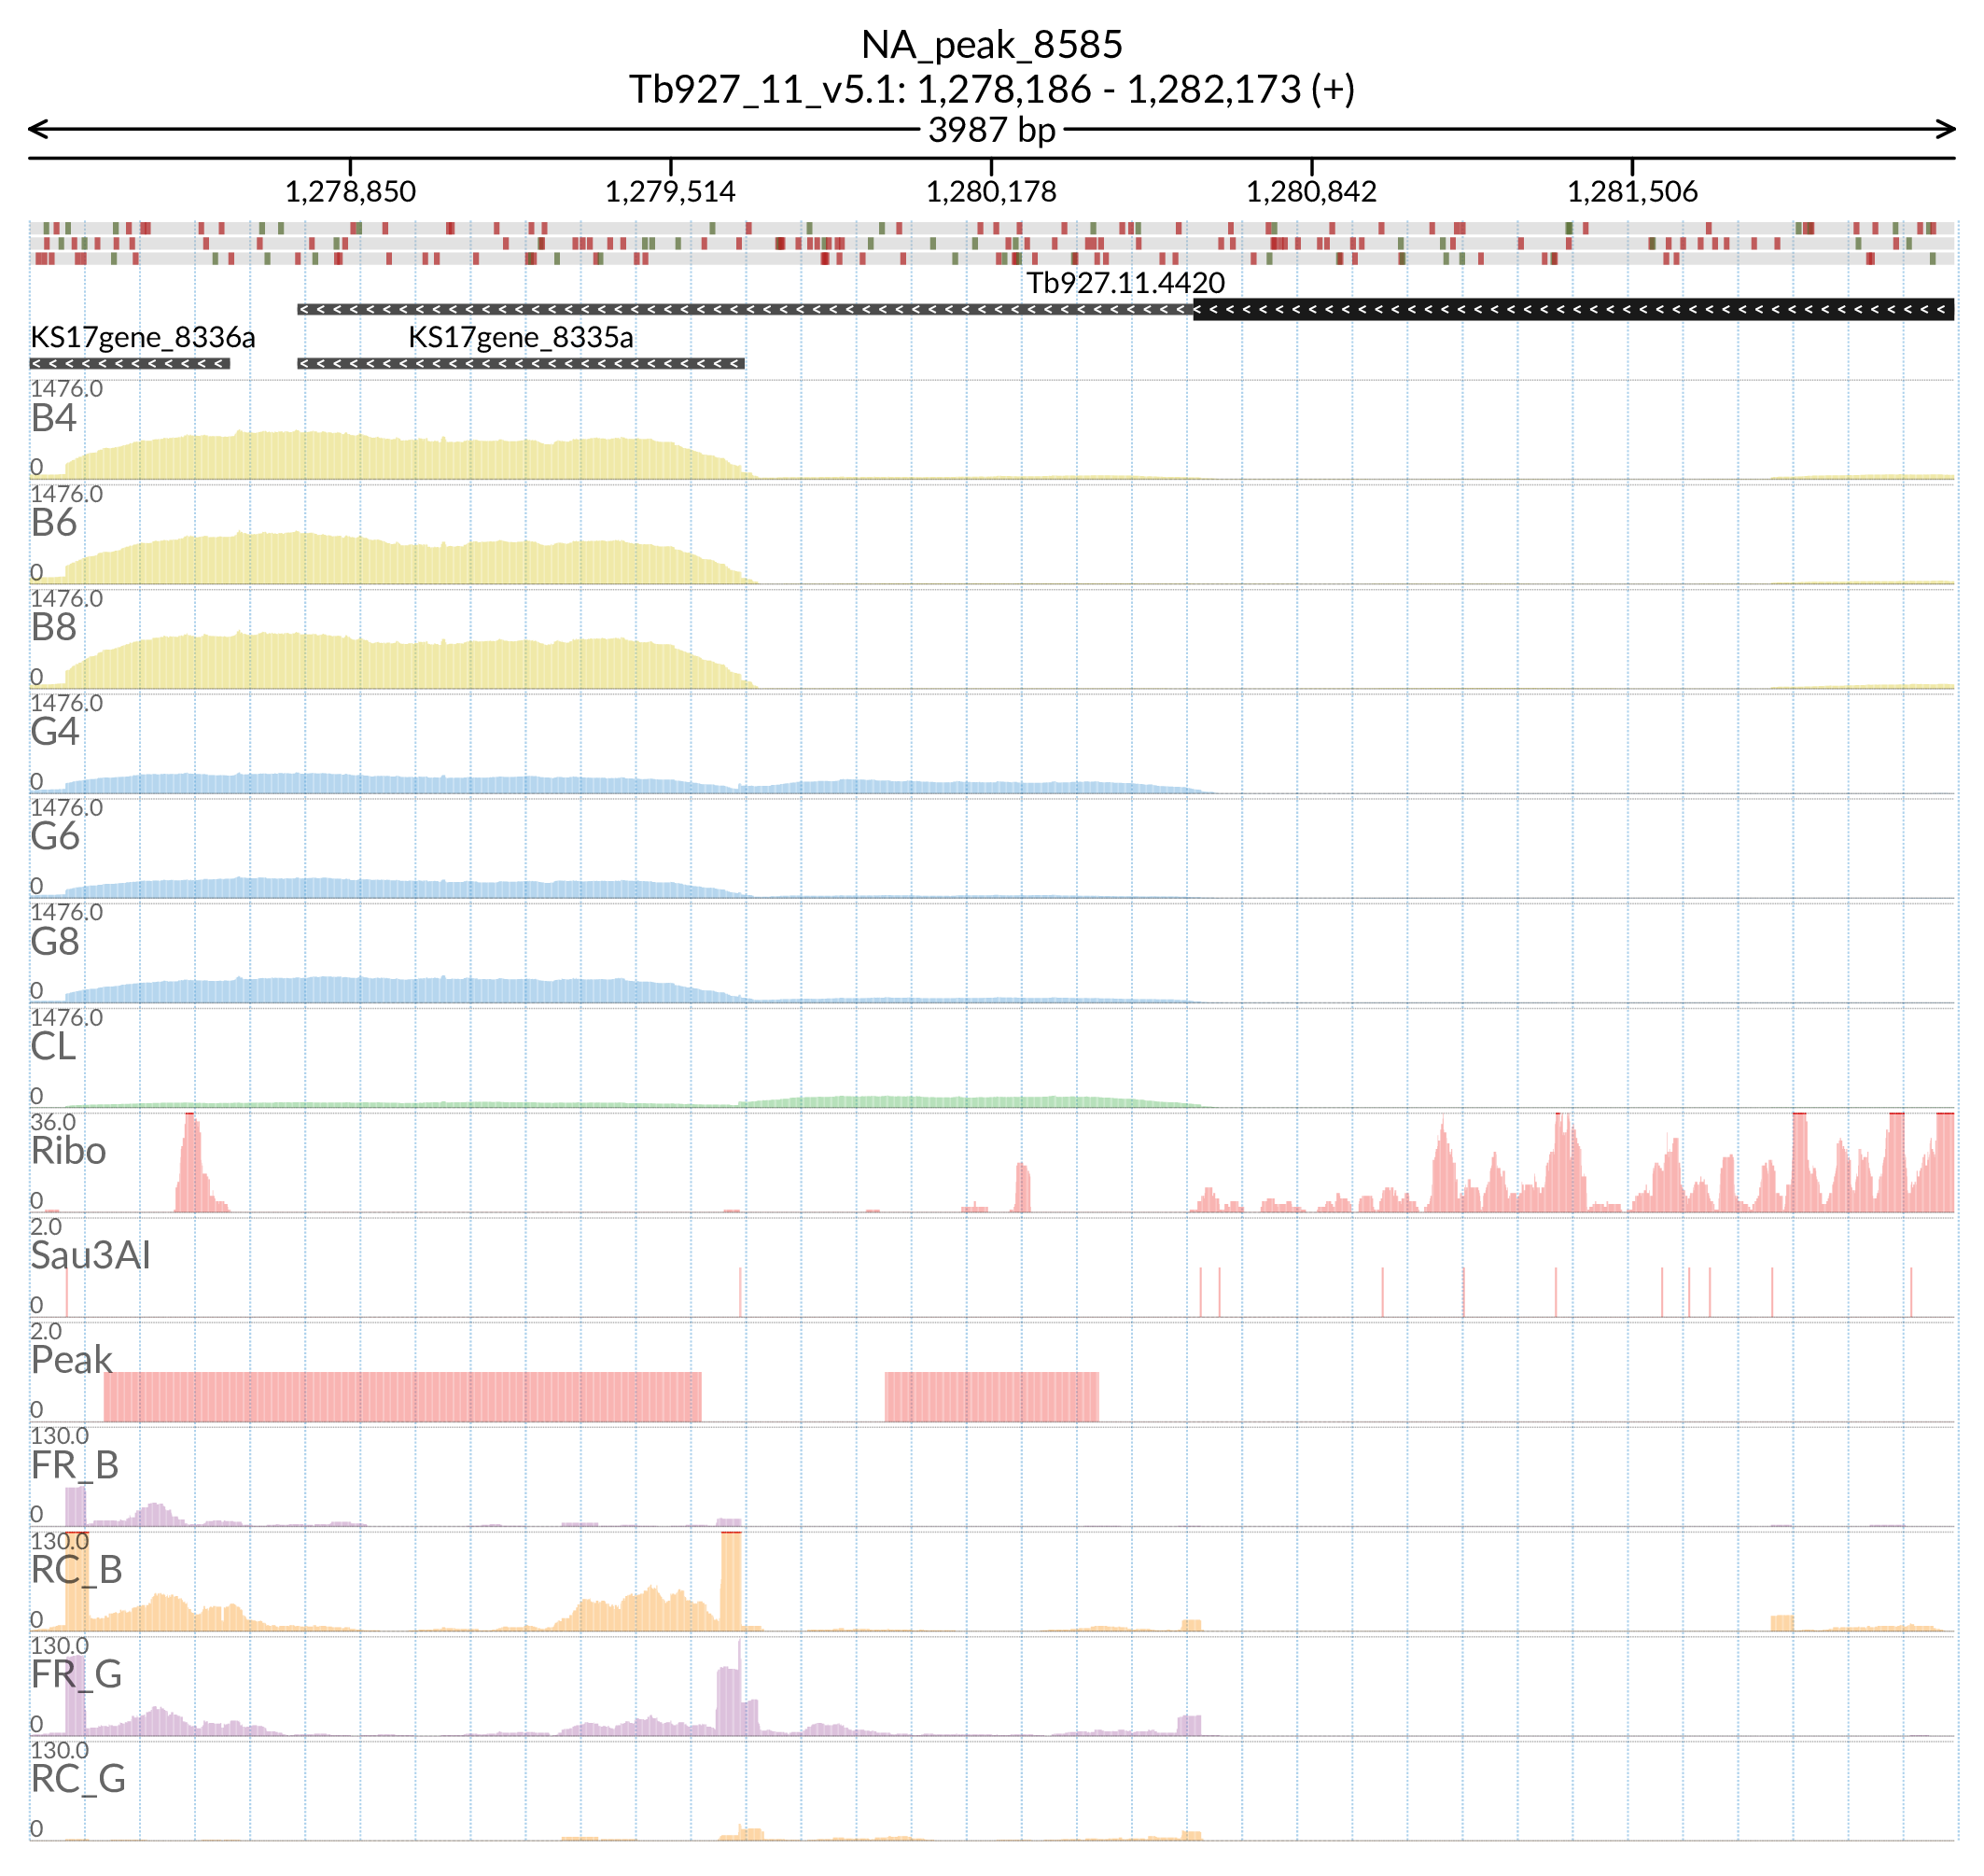 NA_peak_8585
Tb927_11_v5.1: 1,278,186 - 1,282,173 (+)
3987 bp
1,278,850 1,279,514 1,280,178 1,280,842 1,281,506
Tb927.11.4420
KS17gene_8336a KS17gene_8335a
1476.0
B4
0
1476.0
B6
0
1476.0
B8
0
1476.0
G4
0
1476.0
G6
0
1476.0
G8
0
1476.0
CL
0
36.0
Ribo
0
2.0
Sau3AI
0
2.0
Peak
0
130.0
FR_B
0
130.0
RC_B
0
130.0
FR_G
0
130.0
RC_G
0